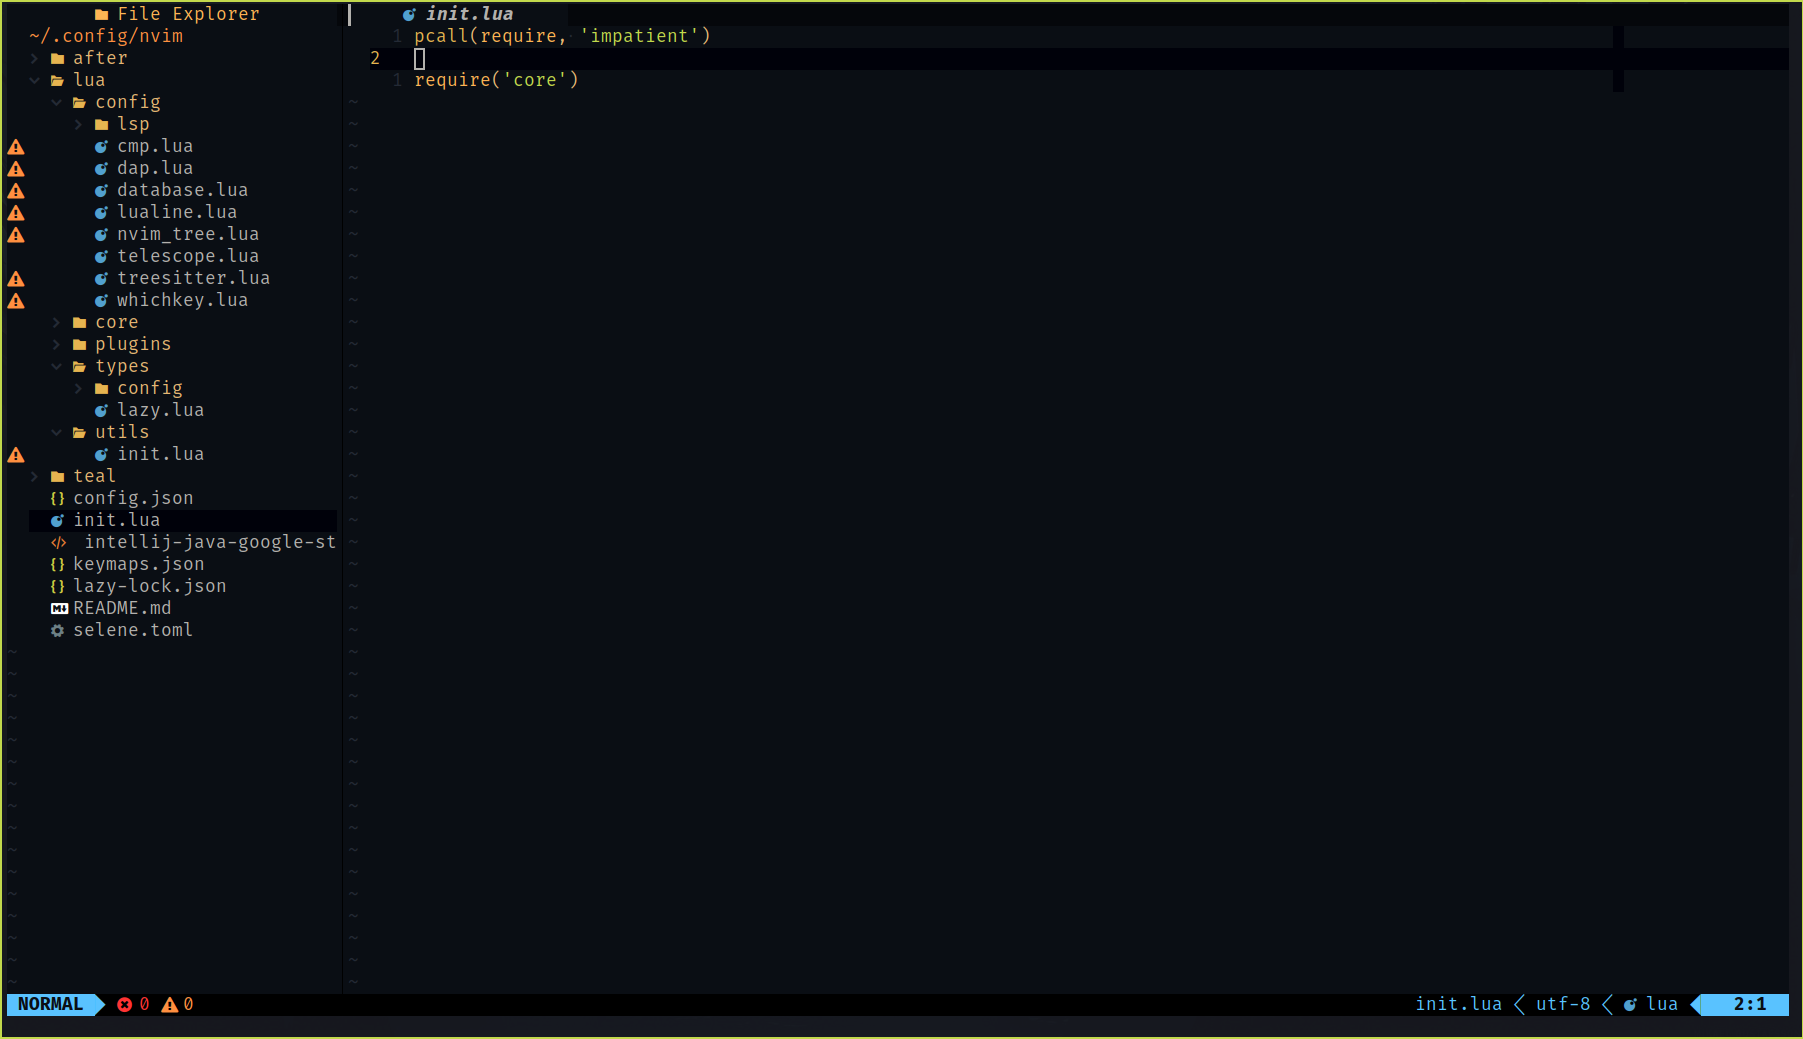 File Explorer
~/.config/nvim
after
lua
config
lsp
cmp.lua
dap.lua
database.lua
lualine.lua
nvim_tree.lua
telescope.lua
treesitter.lua
whichkey.lua
core
plugins
types
config
lazy.lua
utils
init.lua
teal
{} config.json
init.lua
</> intellij-java-google-st
{} keymaps.json
{} lazy-lock.json
M↓ README.md
selene.toml
init.lua
1 pcall(require, 'impatient')
2
1 require('core')
NORMAL 0 0
init.lua utf-8 lua 2:1